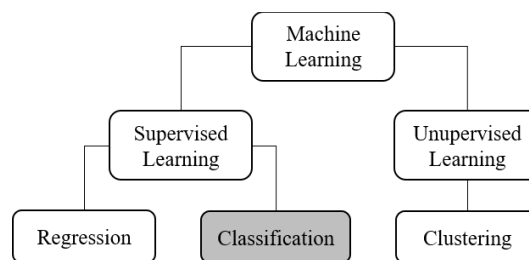 Machine
Learning
Supervised
Learning
Unupervised
Learning
Regression
Classification
Clustering